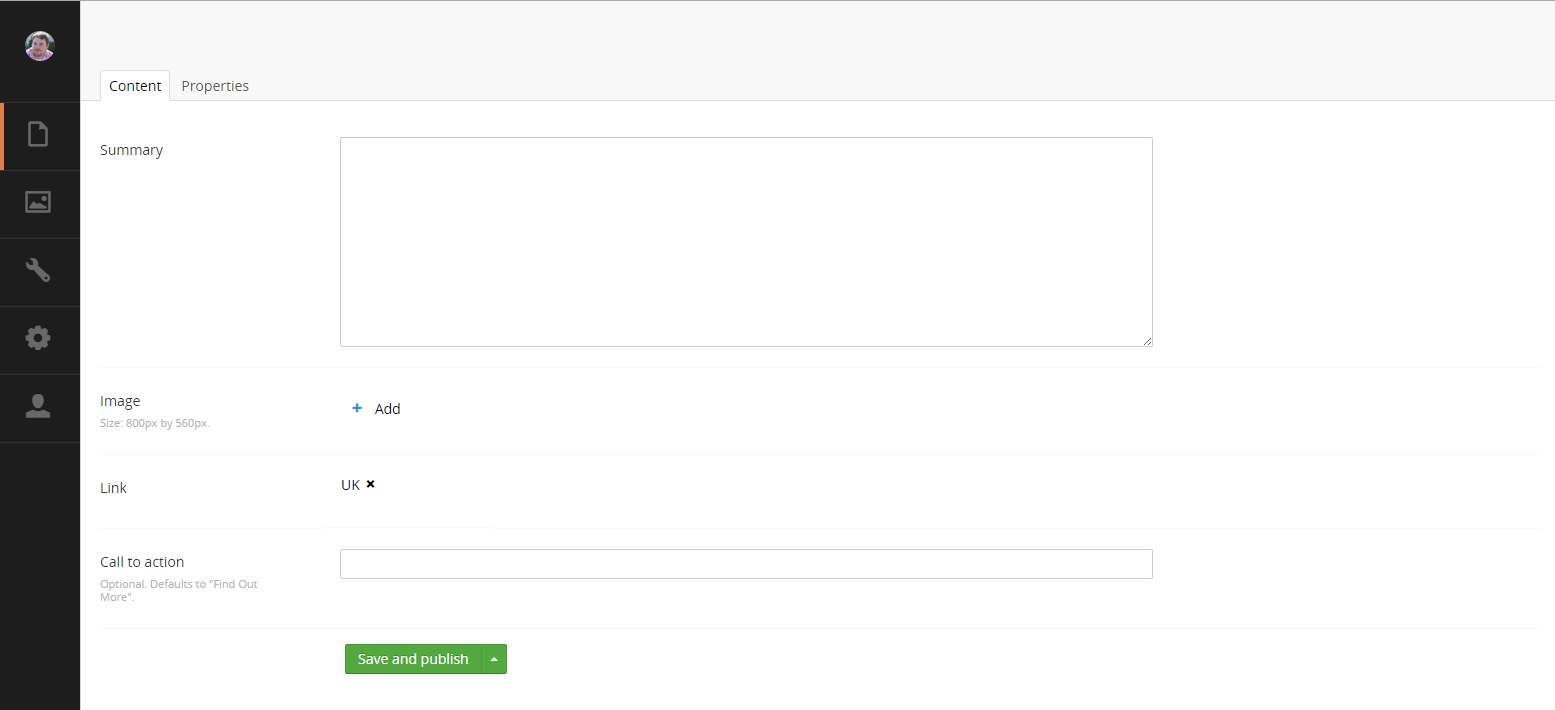 Content Properties
Summary
Image
Size: 800px by 560px.
Add
Link
UK
Call to action
Optional. Defaults to "Find Out
More".
Save and publish